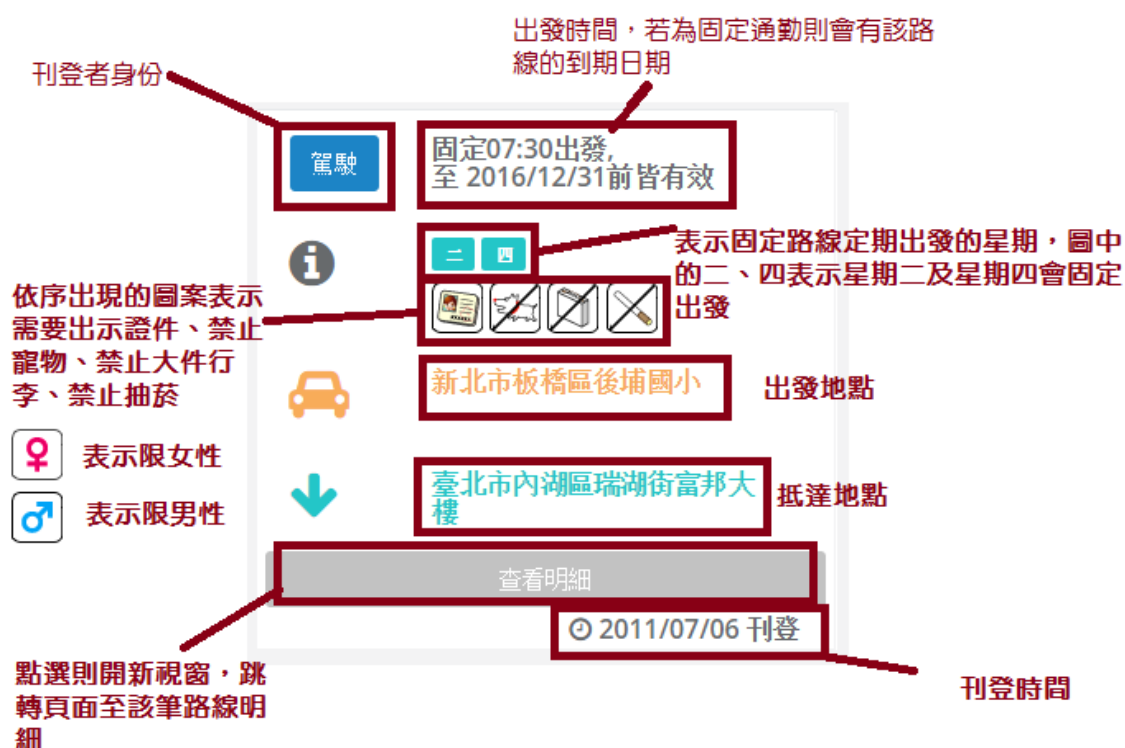 出發時間，若為固定通勤則會有該路
線的到期日期
刊登者身份
駕駛
固定07:30出發,
至 2016/12/31前皆有效
二 四
表示固定路線定期出發的星期，圖中
的二、四表示星期二及星期四會固定
出發
依序出現的圖案表示
需要出示證件、禁止
寵物、禁止大件行
李、禁止抽菸
新北市板橋區後埔國小
出發地點
表示限女性
表示限男性
臺北市內湖區瑞湖街富邦大
樓
抵達地點
查看明細
2011/07/06 刊登
刊登時間
點選則開新視窗，跳
轉頁面至該筆路線明
細